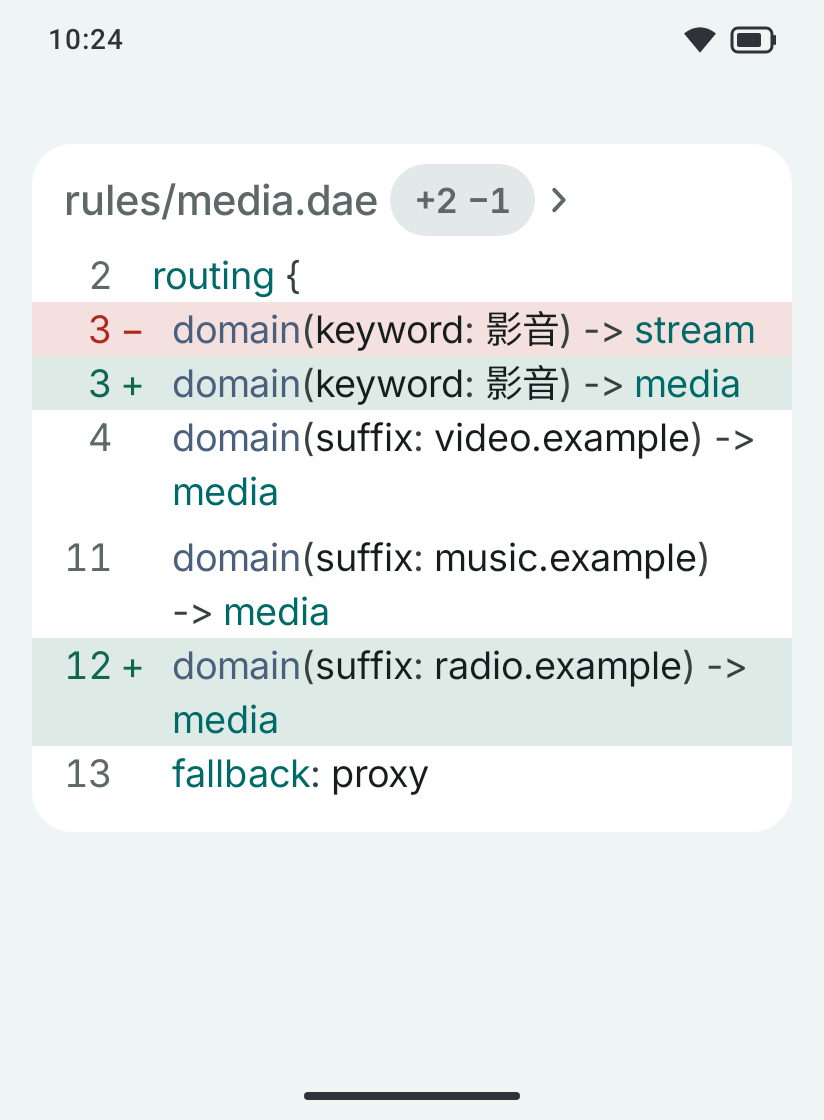 10:24
rules/media.dae +2 −1
2 routing {
3 − domain(keyword: 影音) -> stream
3 + domain(keyword: 影音) -> media
4 domain(suffix: video.example) ->
media
11 domain(suffix: music.example)
-> media
12 + domain(suffix: radio.example) ->
media
13 fallback: proxy